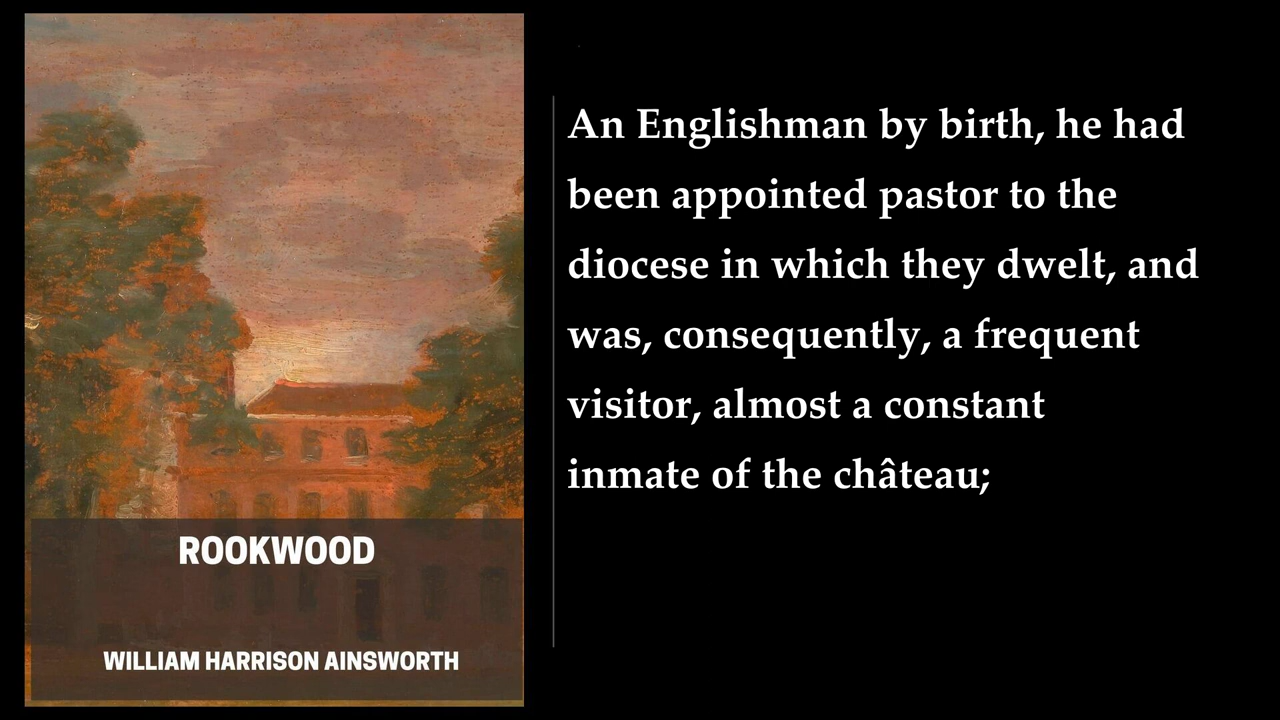 ROOKWOOD
WILLIAM HARRISON AINSWORTH
An Englishman by birth, he had
been appointed pastor to the
diocese in which they dwelt, and
was, consequently, a frequent
visitor, almost a constant
inmate of the château;